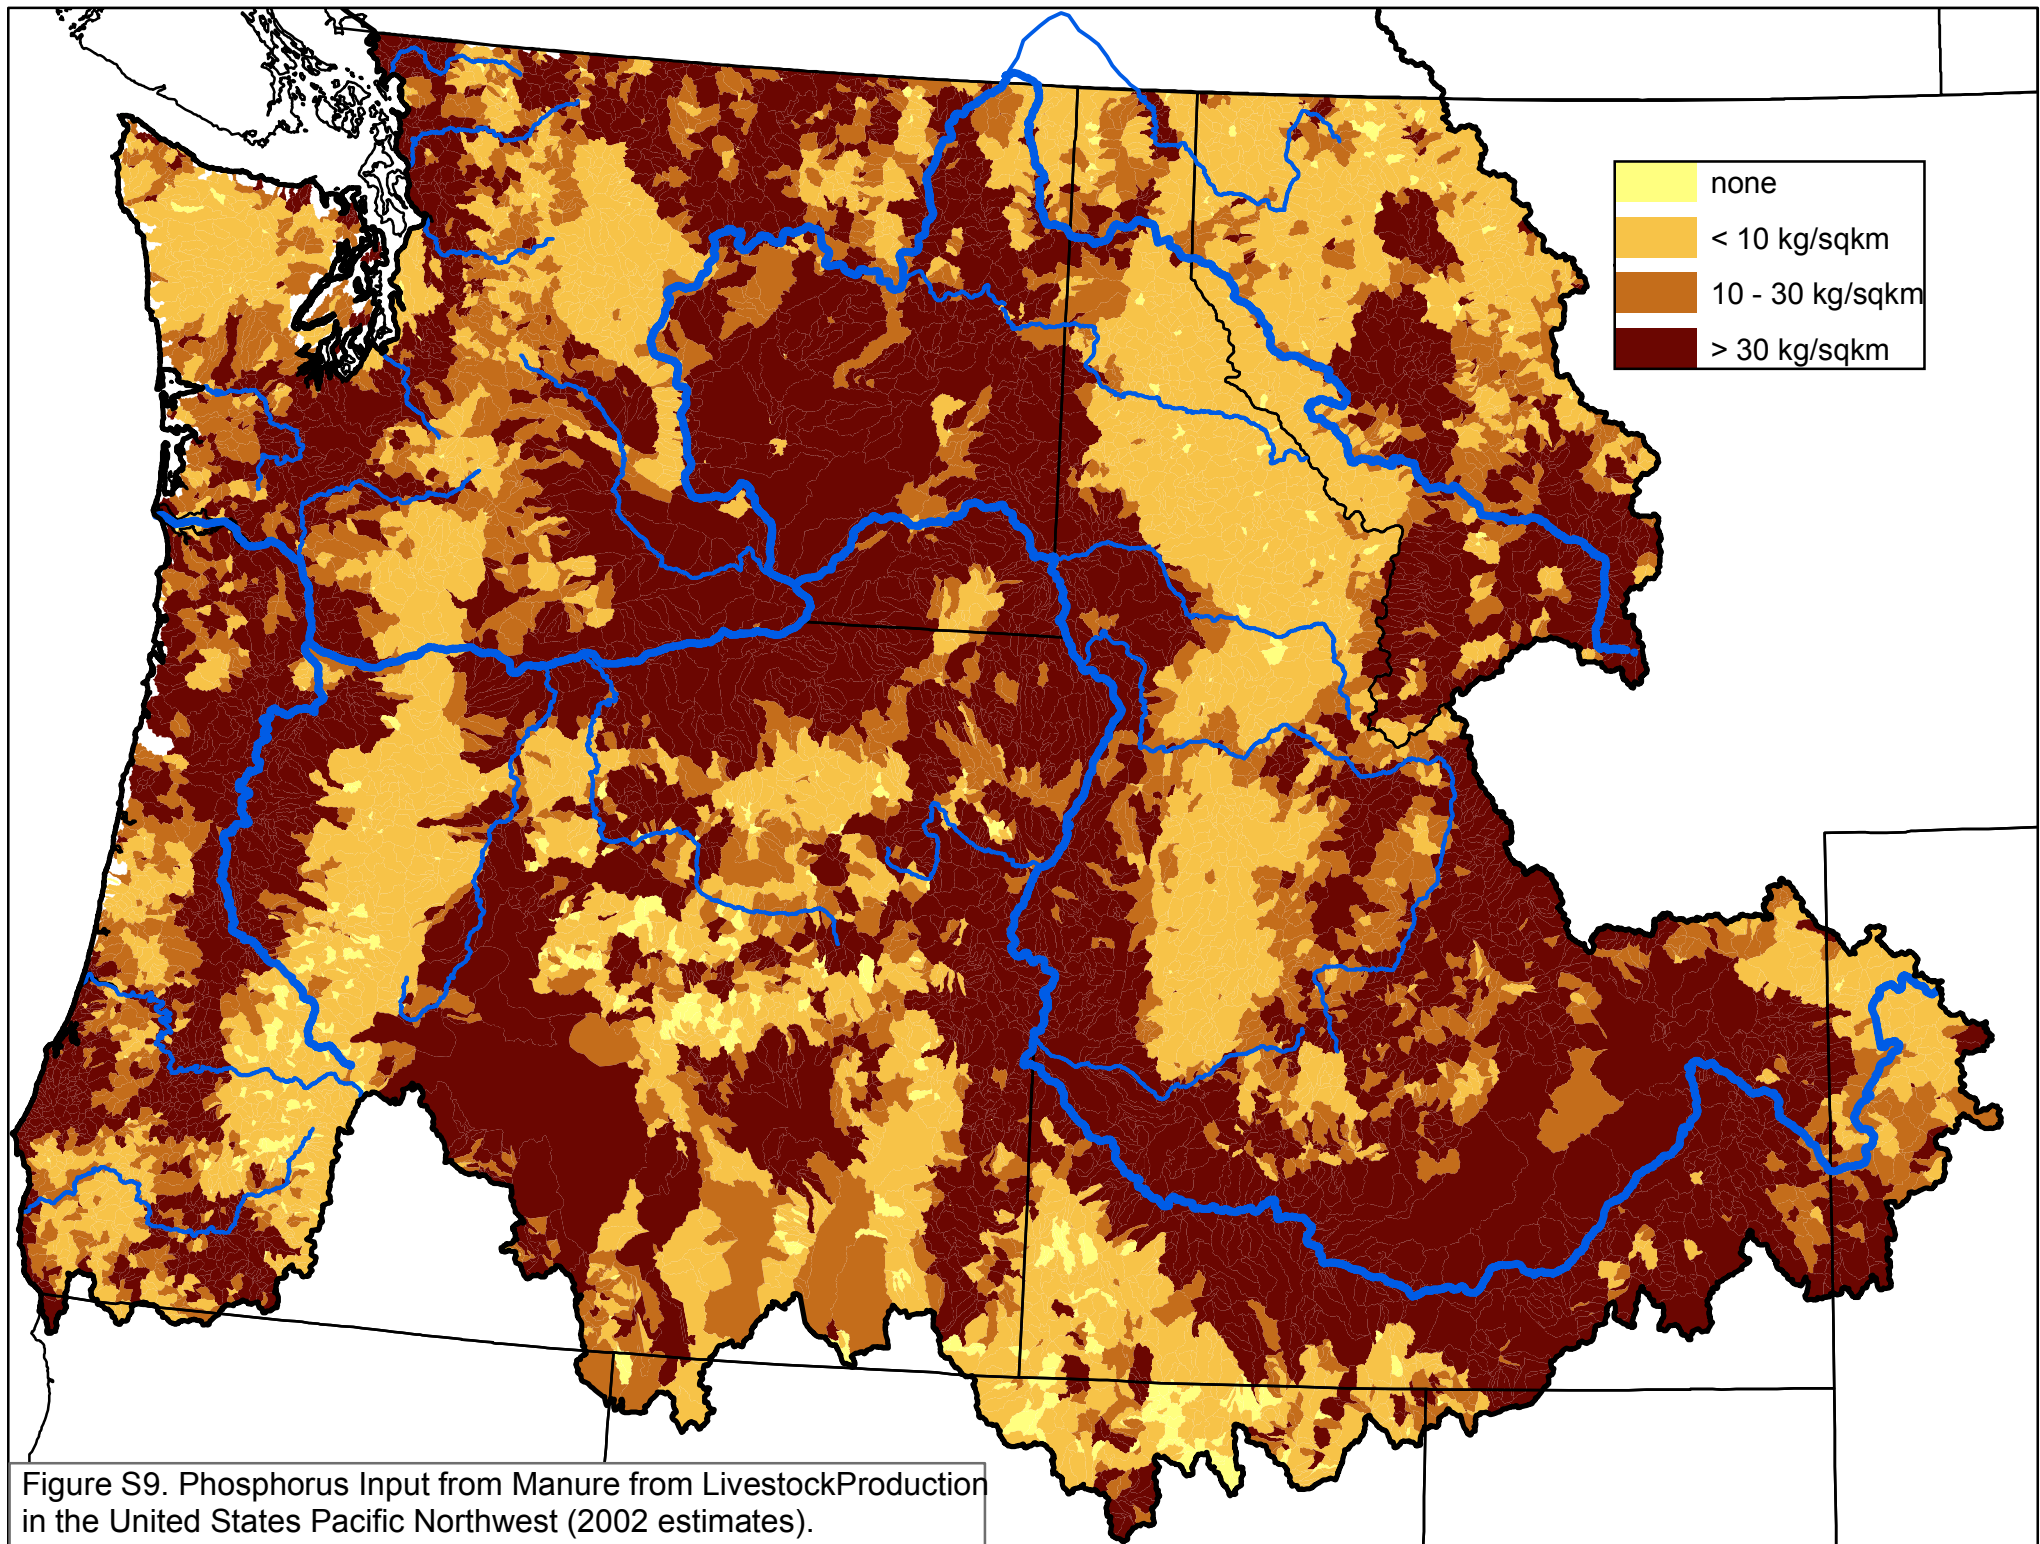 none
< 10 kg/sqkm
10 - 30 kg/sqkm
> 30 kg/sqkm
Figure S9. Phosphorus Input from Manure from LivestockProduction
in the United States Pacific Northwest (2002 estimates).